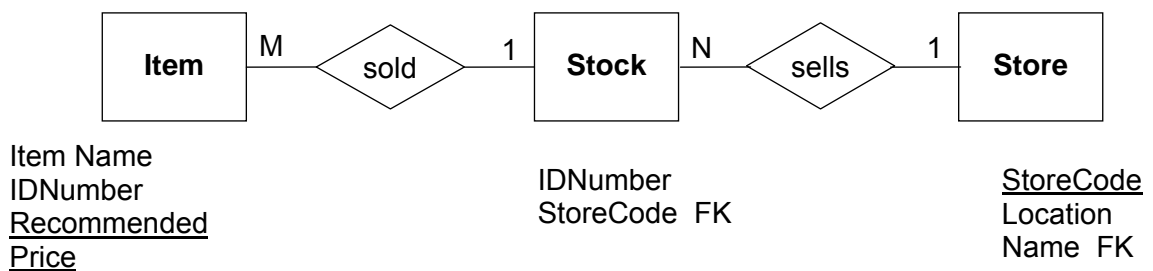 Item
M
sold
1
Stock
N
sells
1
Store
Item Name
IDNumber
Recommended
Price
IDNumber
StoreCode FK
StoreCode
Location
Name FK